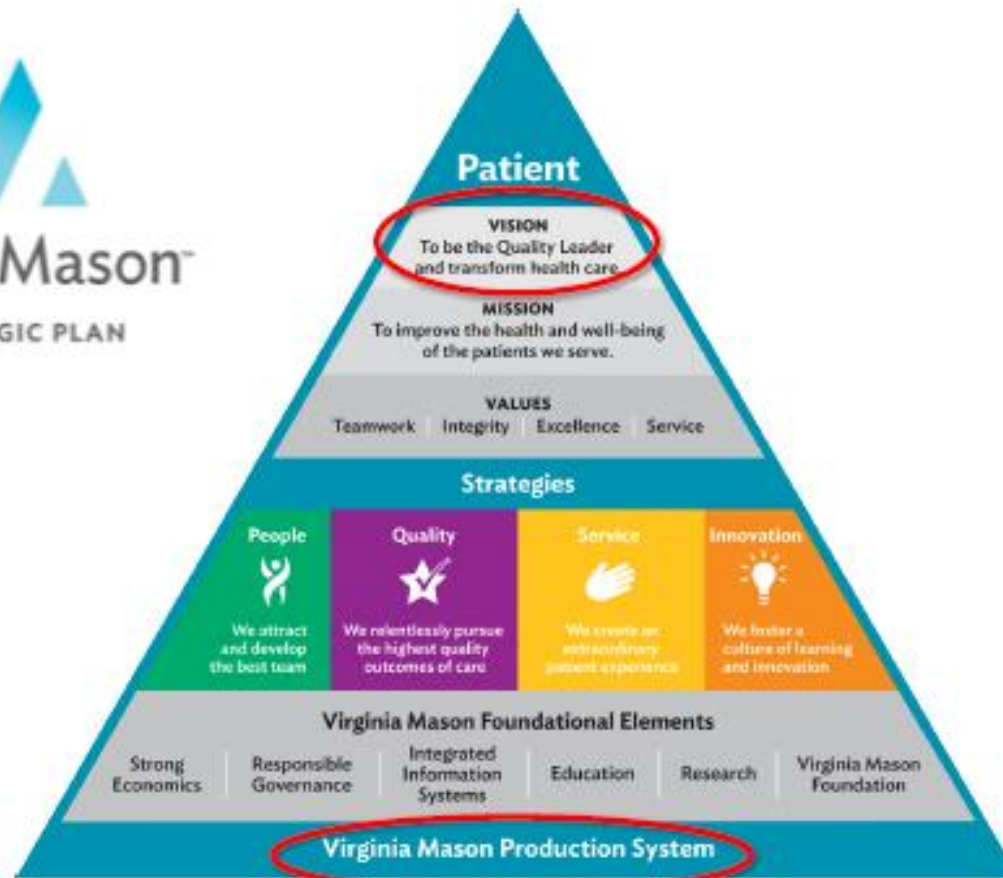 Mason™
GIC PLAN
Patient
VISION
To be the Quality Leader
and transform health care
MISSION
To improve the health and well-being
of the patients we serve.
VALUES
Teamwork | Integrity | Excellence | Service
Strategies
People
We attract
and develop
the best team
Quality
We relentlessly pursue
the highest quality
outcomes of care
Service
We create an
extraordinary
patient experience
Innovation
We foster a
culture of learning
and innovation
Virginia Mason Foundational Elements
Strong
Economics
Responsible
Governance
Integrated
Information
Systems
Education
Research
Virginia Mason
Foundation
Virginia Mason Production System